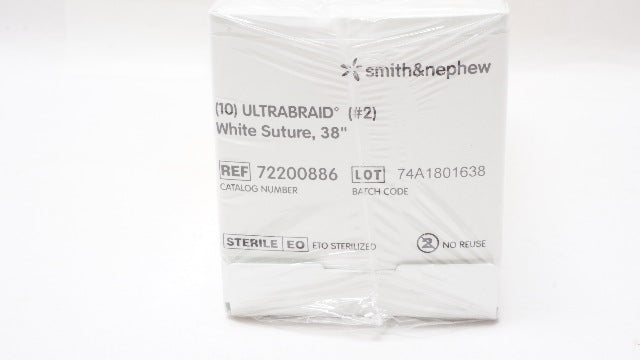 smith&nephew
(10) ULTRABRAID° (#2)
White Suture, 38"
REF 72200886 LOT 74A1801638
CATALOG NUMBER BATCH CODE
STERILE EO ETO STERILIZED 2 NO REUSE